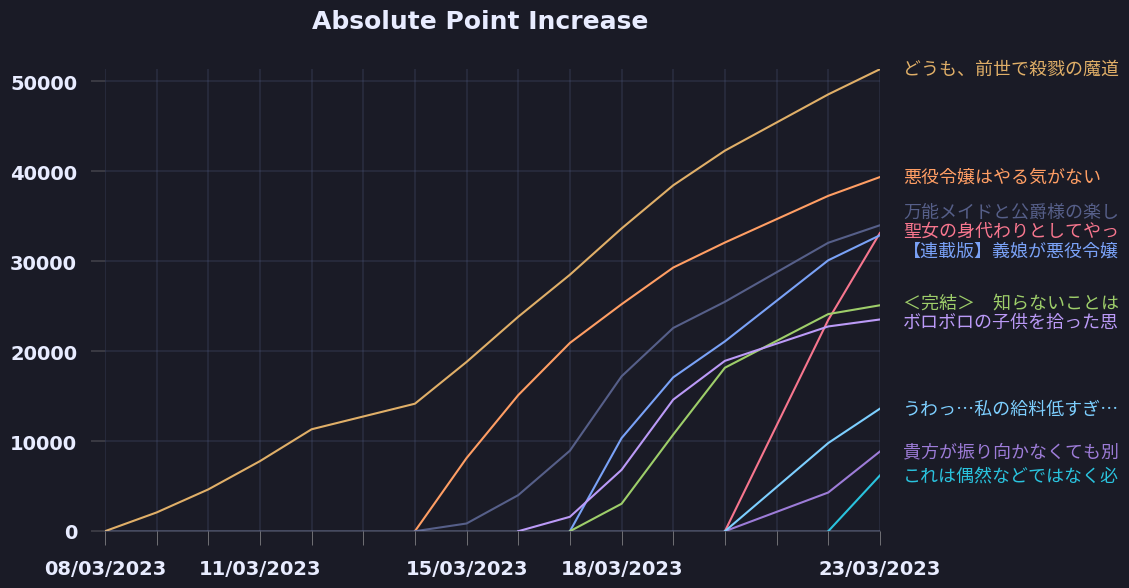 Absolute Point Increase
50000
40000
30000
20000
10000
0
08/03/2023
11/03/2023
15/03/2023
18/03/2023
23/03/2023
どうも、前世で殺戮の魔道
悪役令嬢はやる気がない
万能メイドと公爵様の楽し
聖女の身代わりとしてやっ
【連載版】義娘が悪役令嬢
＜完結＞　知らないことは
ボロボロの子供を拾った思
うわっ…私の給料低すぎ…
貴方が振り向かなくても別
これは偶然などではなく必